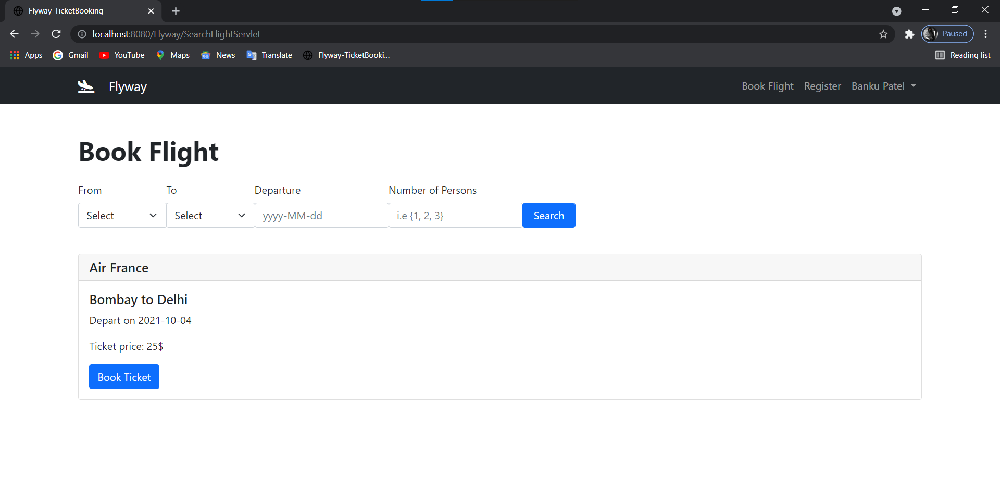 Flyway-TicketBooking
localhost:8080/Flyway/SearchFlightServlet
Paused
Apps Gmail YouTube Maps News Translate Flyway-TicketBooki... Reading list
Flyway Book Flight Register Banku Patel
Book Flight
From To Departure Number of Persons
Select Select yyyy-MM-dd i.e {1, 2, 3} Search
Air France
Bombay to Delhi
Depart on 2021-10-04
Ticket price: 25$
Book Ticket